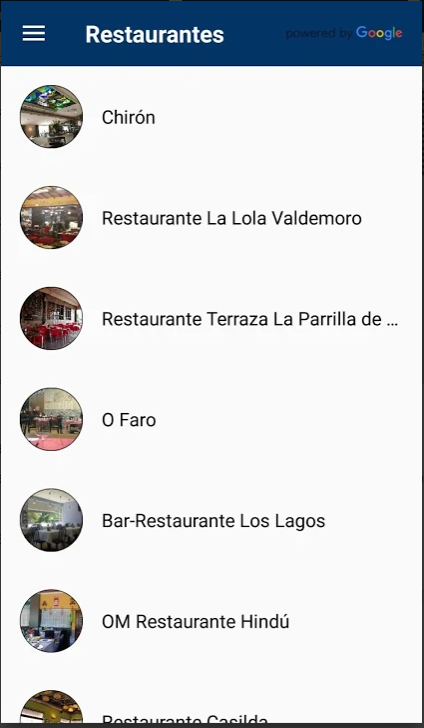 Restaurantes
powered by Google
Chirón
Restaurante La Lola Valdemoro
Restaurante Terraza La Parrilla de ...
O Faro
Bar-Restaurante Los Lagos
OM Restaurante Hindú
Restaurante Casilda